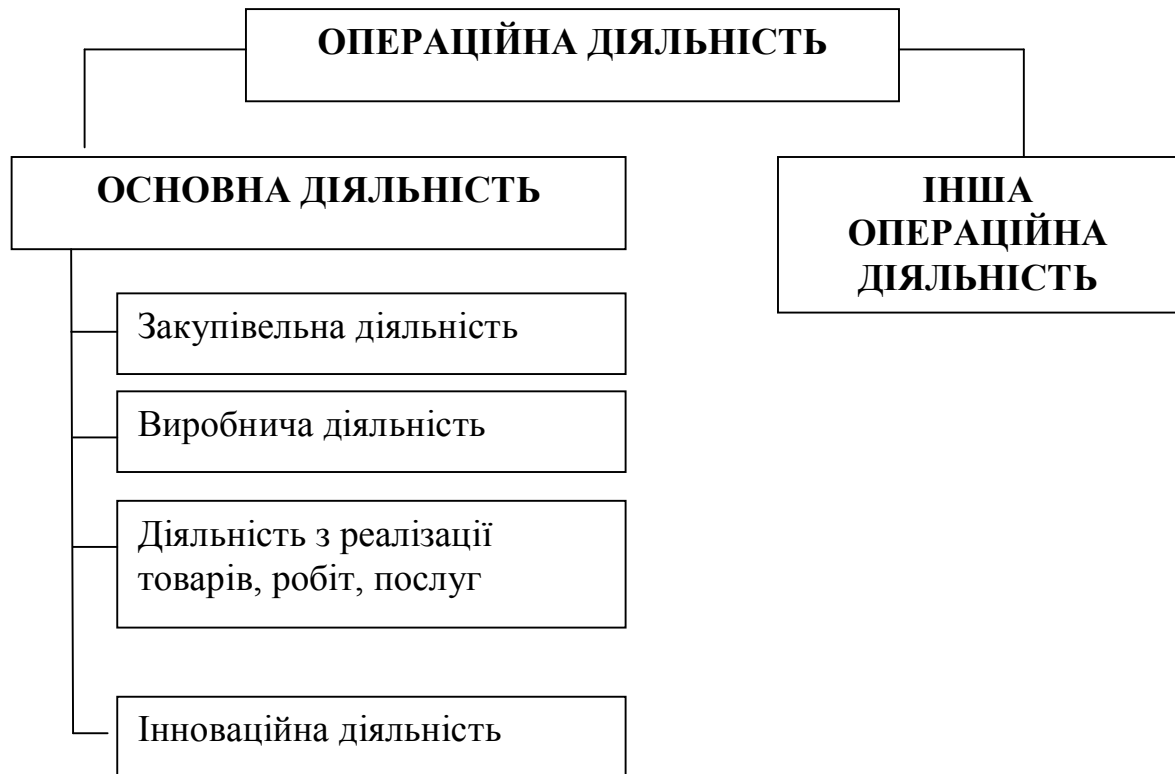 ОПЕРАЦІЙНА ДІЯЛЬНІСТЬ
ОСНОВНА ДІЯЛЬНІСТЬ
ІНША
ОПЕРАЦІЙНА
ДІЯЛЬНІСТЬ
Закупівельна діяльність
Виробнича діяльність
Діяльність з реалізації
товарів, робіт, послуг
Інноваційна діяльність